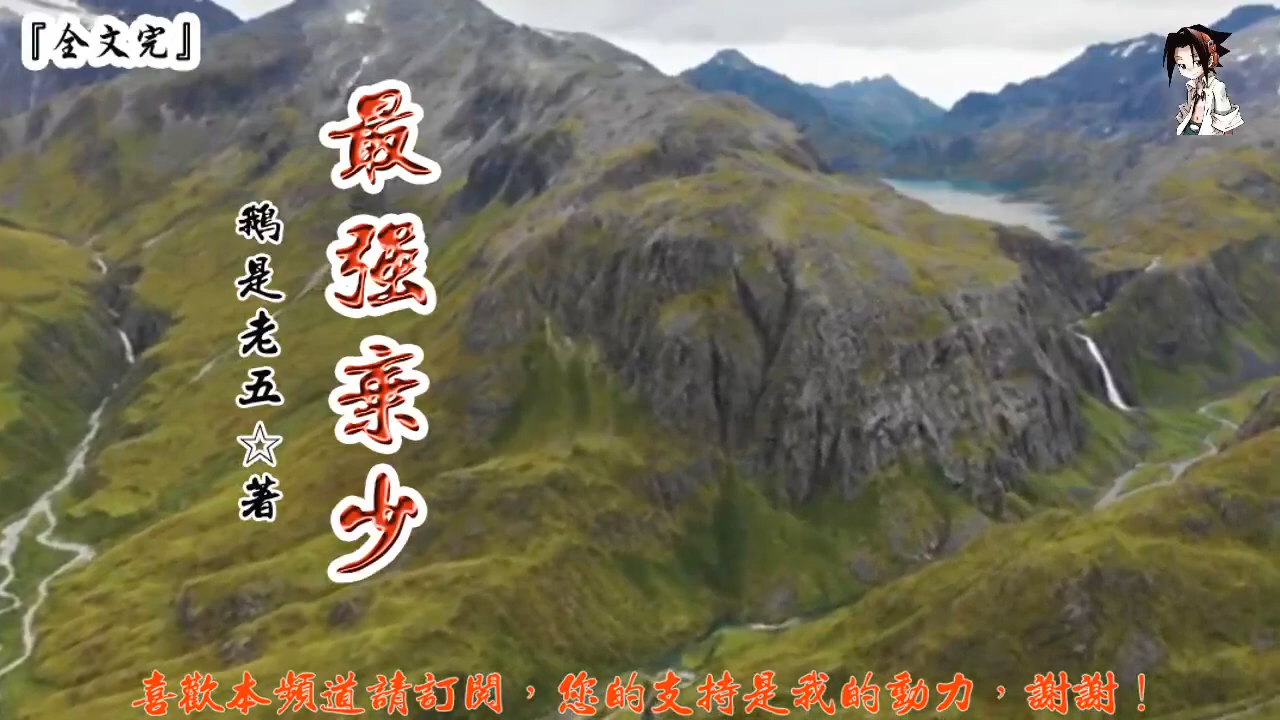 『全文完』
最强棄少
鵝是老五☆著
喜歡本頻道請訂閱，您的支持是我的動力，謝謝！